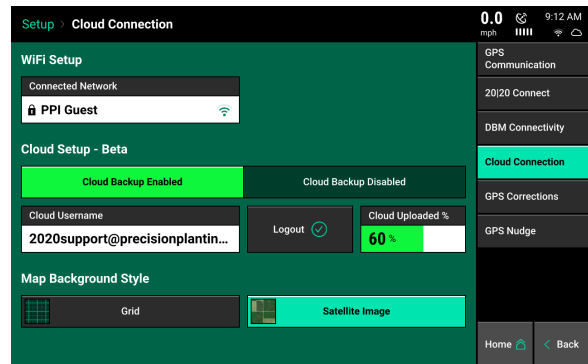 Setup > Cloud Connection
0.0
mph
9:12 AM
WiFi Setup
Connected Network
PPI Guest
Cloud Setup - Beta
Cloud Backup Enabled
Cloud Backup Disabled
Cloud Username
2020support@precisionplantin...
Logout
Cloud Uploaded %
60 %
Map Background Style
Grid
Satellite Image
GPS
Communication
20|20 Connect
DBM Connectivity
Cloud Connection
GPS Corrections
GPS Nudge
Home
< Back